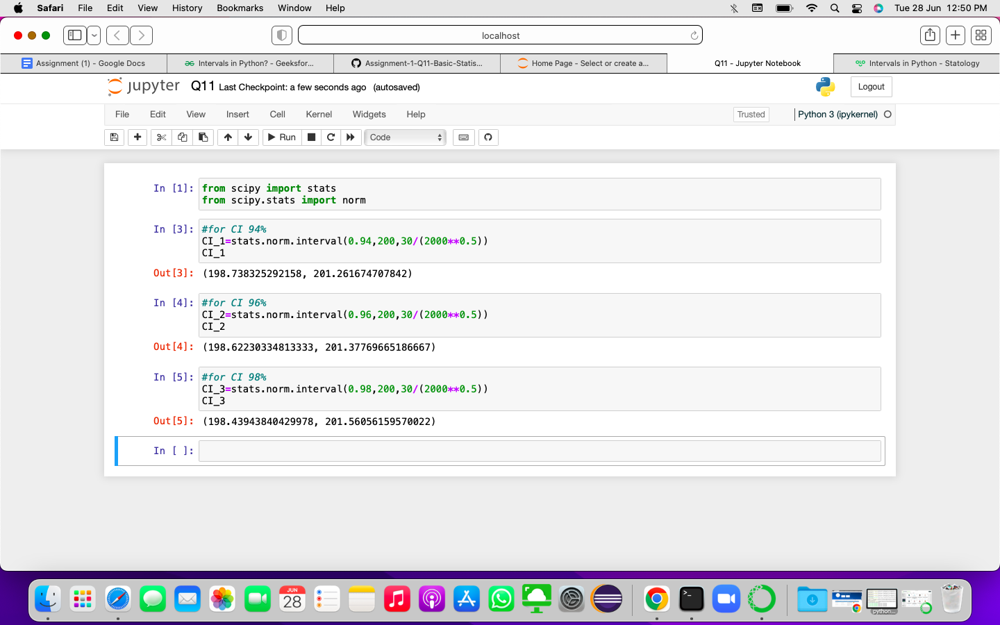 Safari File Edit View History Bookmarks Window Help Tue 28 Jun 12:50 PM
localhost
Assignment (1) - Google Docs
Intervals in Python? - Geeksfor...
Assignment-1-Q11-Basic-Statis...
Home Page - Select or create a...
Q11 - Jupyter Notebook
Intervals in Python - Statology
jupyter Q11 Last Checkpoint: a few seconds ago (autosaved)
Logout
File Edit View Insert Cell Kernel Widgets Help
Trusted
Python 3 (ipykernel)
Run
Code
In [1]: from scipy import stats
from scipy.stats import norm
In [3]: #for CI 94%
CI_1=stats.norm.interval(0.94,200,30/(2000**0.5))
CI_1
Out[3]: (198.738325292158, 201.261674707842)
In [4]: #for CI 96%
CI_2=stats.norm.interval(0.96,200,30/(2000**0.5))
CI_2
Out[4]: (198.62230334813333, 201.37769665186667)
In [5]: #for CI 98%
CI_3=stats.norm.interval(0.98,200,30/(2000**0.5))
CI_3
Out[5]: (198.43943840429978, 201.56056159570022)
In [ ]:
JUN
28
python...